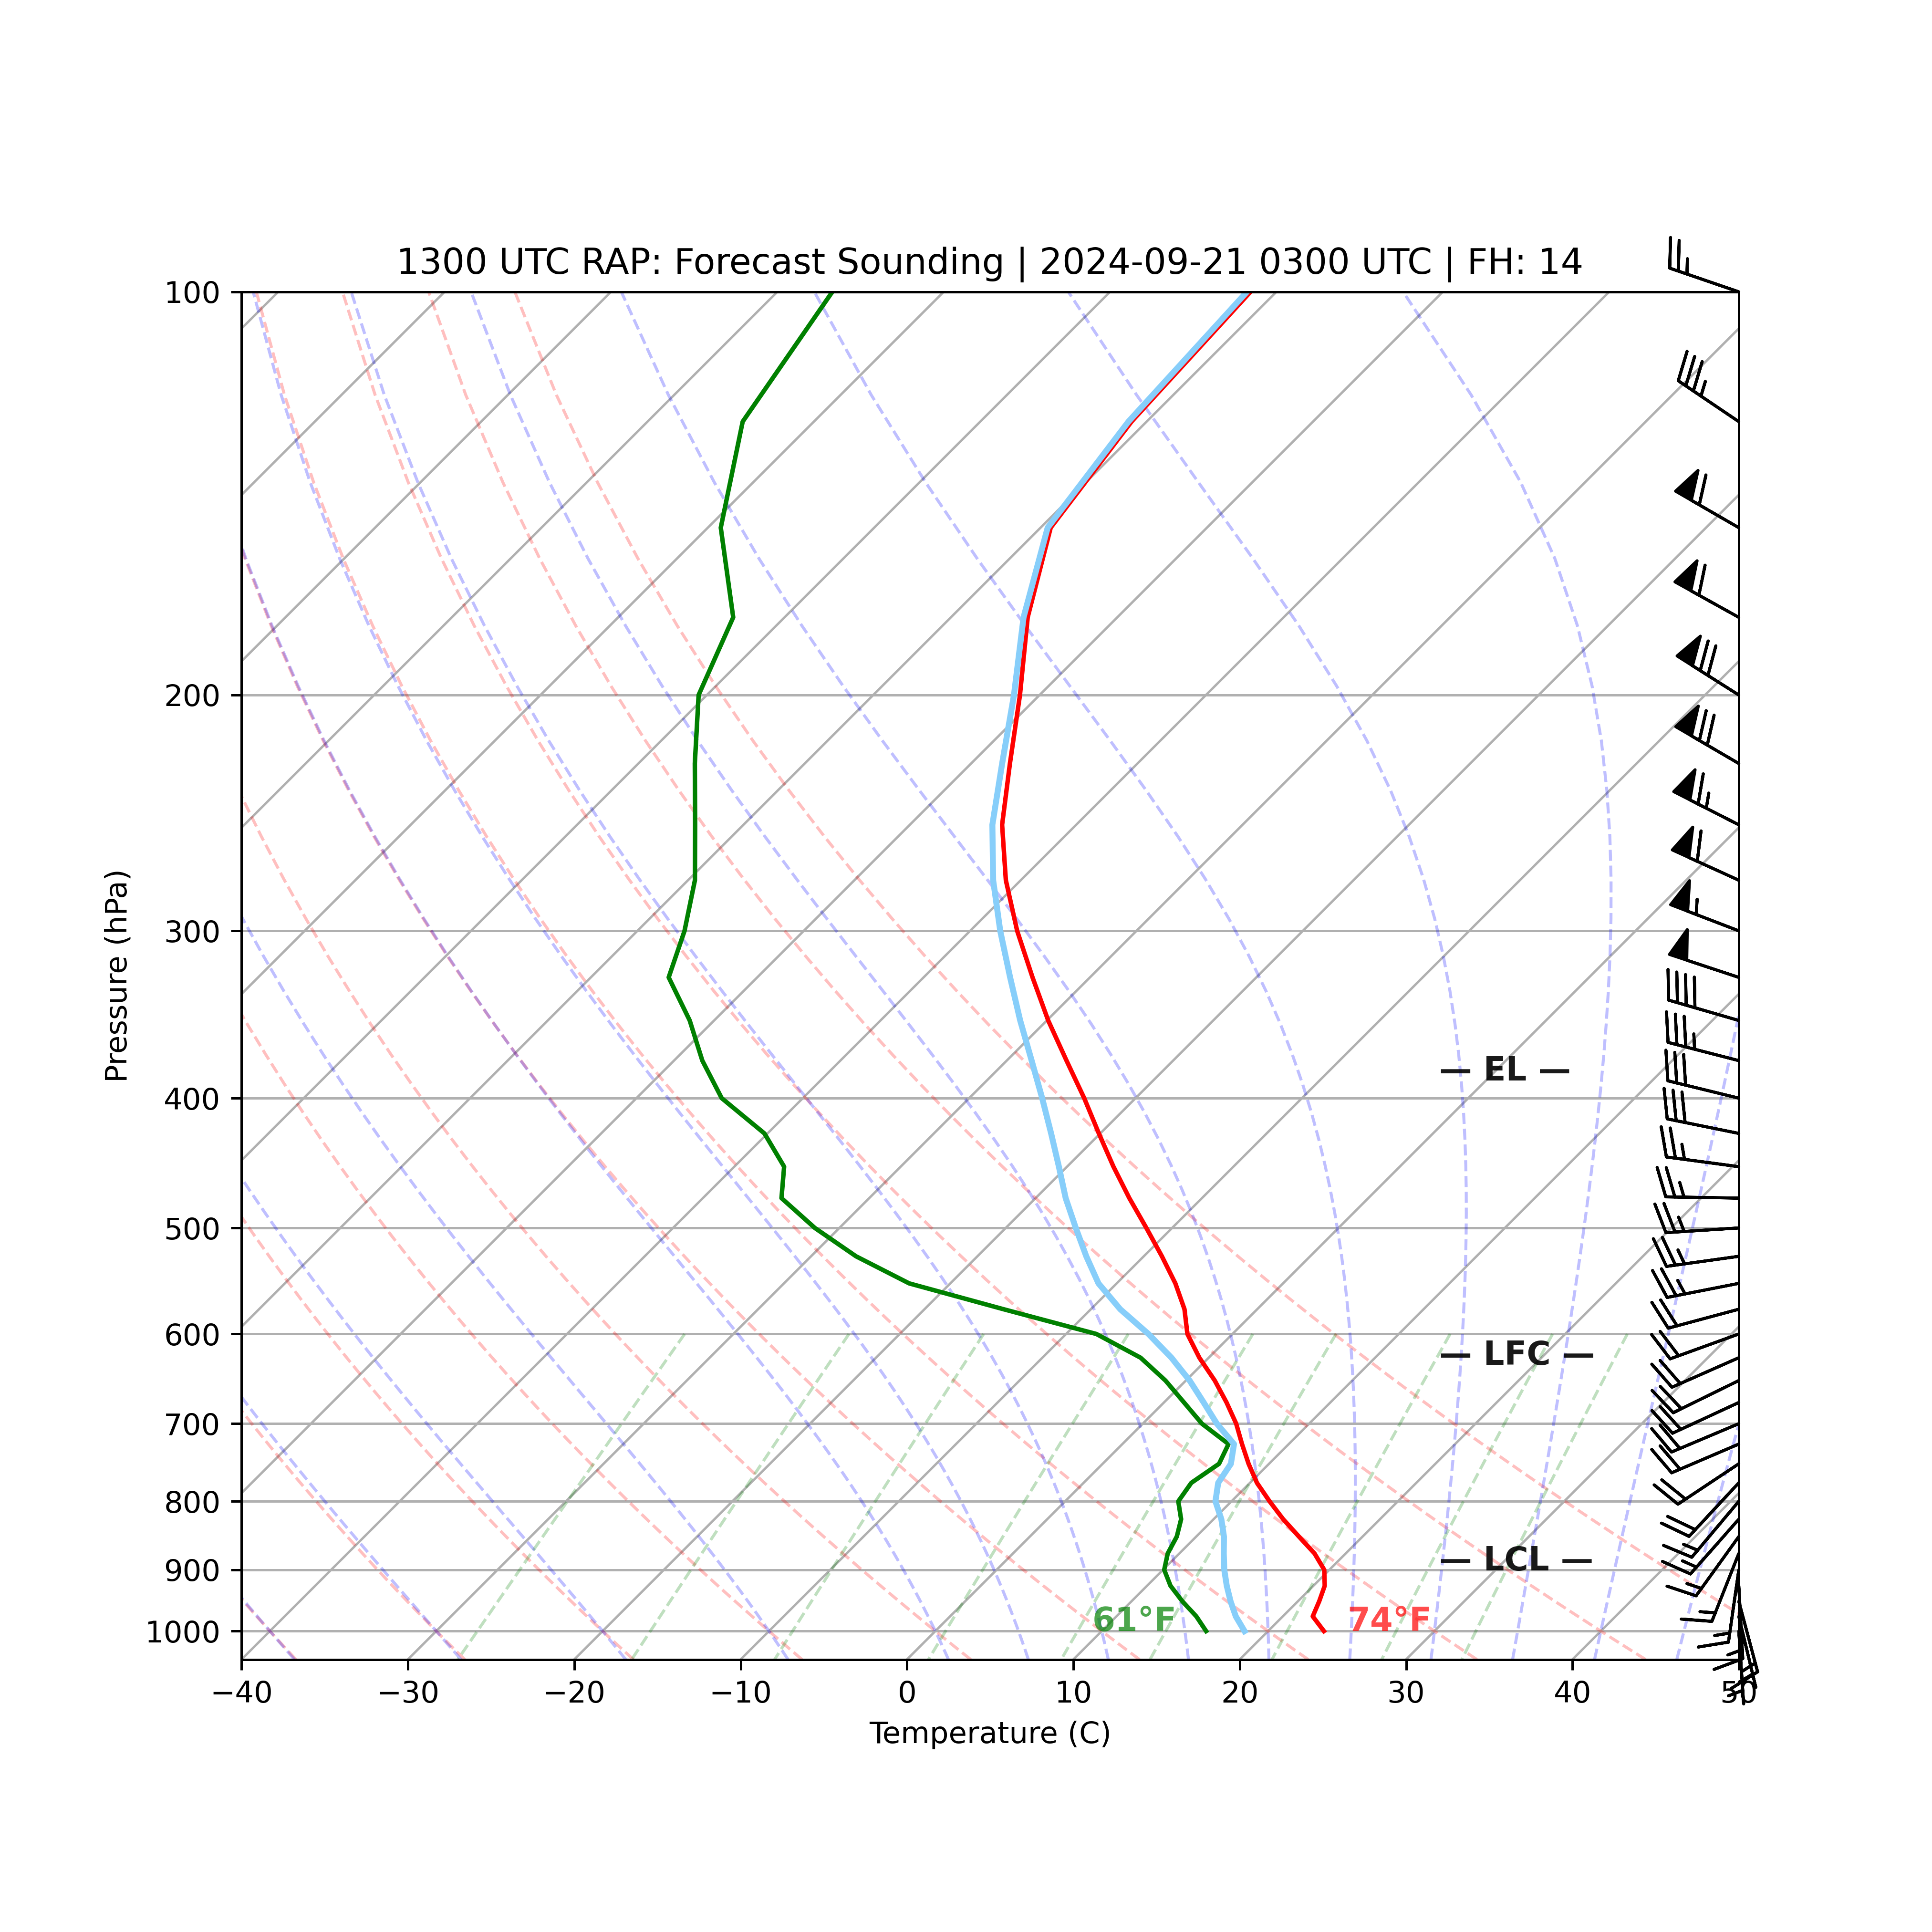 1300 UTC RAP: Forecast Sounding | 2024-09-21 0300 UTC | FH: 14
100
200
300
400
500
600
700
800
900
1000
Pressure (hPa)
— EL —
— LFC —
— LCL —
61°F
74°F
−40
−30
−20
−10
0
10
20
30
40
50
Temperature (C)